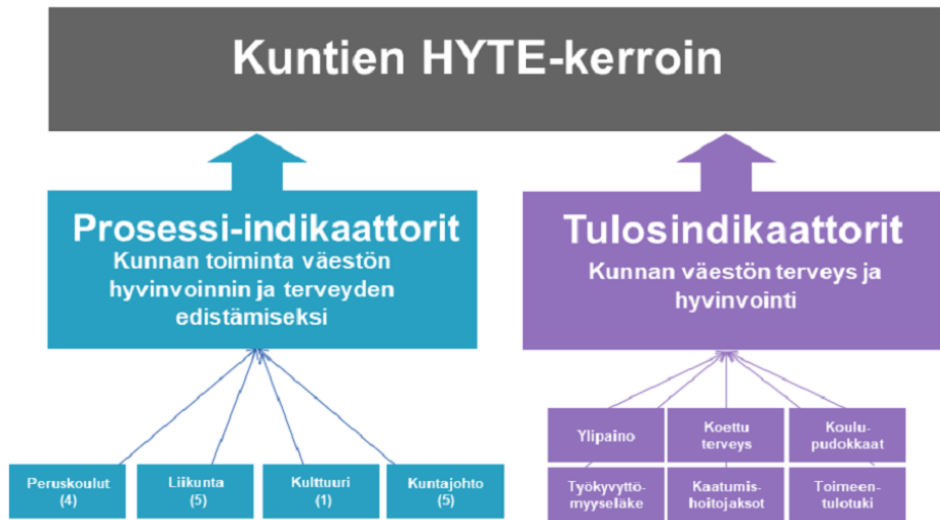 Kuntien HYTE-kerroin
Prosessi-indikaattorit
Kunnan toiminta väestön
hyvinvoinnin ja terveyden
edistämiseksi
Tulosindikaattorit
Kunnan väestön terveys ja
hyvinvointi
Peruskoulut
(4)
Liikunta
(5)
Kulttuuri
(1)
Kuntajohto
(5)
Ylipaino
Koettu
terveys
Koulu-
pudokkaat
Työkyvyttö-
myyseläke
Kaatumis-
hoitojaksot
Toimeen-
tulotuki